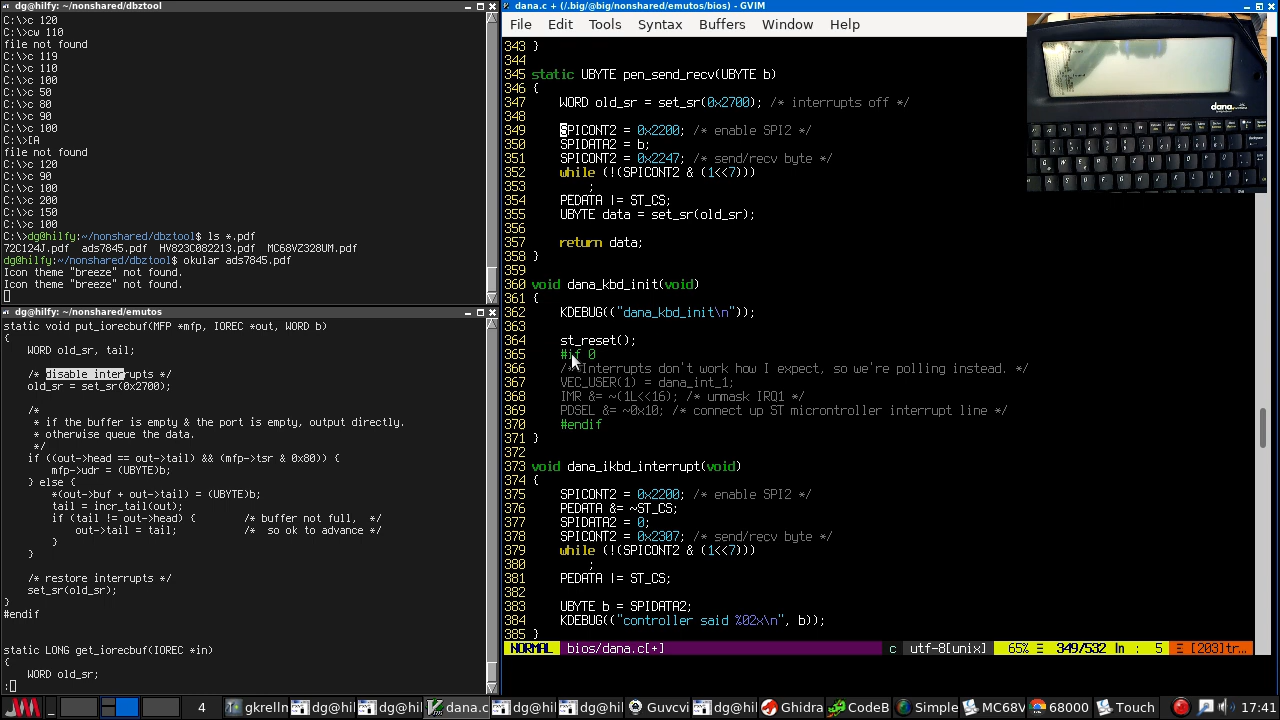 dg@hilfy: ~/nonshared/dbztool
C:\>c 120
C:\>cw 110
file not found
C:\>c 119
C:\>c 110
C:\>c 100
C:\>c 50
C:\>c 80
C:\>c 90
C:\>c 100
C:\>IA
file not found
C:\>c 120
C:\>c 90
C:\>c 100
C:\>c 200
C:\>c 150
C:\>c 100
C:\>dg@hilfy:~/nonshared/dbztool$ ls *.pdf
72C124J.pdf  ads7845.pdf  HV823C082213.pdf  MC68VZ328UM.pdf
dg@hilfy:~/nonshared/dbztool$ okular ads7845.pdf
Icon theme "breeze" not found.
Icon theme "breeze" not found.
dg@hilfy: ~/nonshared/emutos
static void put_iorecbuf(MFP *mfp, IOREC *out, WORD b)
{
    WORD old_sr, tail;
    /* disable interrupts */
    old_sr = set_sr(0x2700);
    /*
     * if the buffer is empty & the port is empty, output directly.
     * otherwise queue the data.
     */
    if ((out->head == out->tail) && (mfp->tsr & 0x80)) {
        mfp->udr = (UBYTE)b;
    } else {
        *(out->buf + out->tail) = (UBYTE)b;
        tail = incr_tail(out);
        if (tail != out->head) {        /* buffer not full,  */
            out->tail = tail;           /*  so ok to advance */
        }
    }
    /* restore interrupts */
    set_sr(old_sr);
}
#endif
static LONG get_iorecbuf(IOREC *in)
{
    WORD old_sr;
:
dana.c + (/.big/@big/nonshared/emutos/bios) - GVIM
File Edit Tools Syntax Buffers Window Help
343 }
344
345 static UBYTE pen_send_recv(UBYTE b)
346 {
347     WORD old_sr = set_sr(0x2700); /* interrupts off */
348
349     SPICONT2 = 0x2200; /* enable SPI2 */
350     SPIDATA2 = b;
351     SPICONT2 = 0x2247; /* send/recv byte */
352     while (!(SPICONT2 & (1<<7)))
353         ;
354     PEDATA |= ST_CS;
355     UBYTE data = set_sr(old_sr);
356
357     return data;
358 }
359
360 void dana_kbd_init(void)
361 {
362     KDEBUG(("dana_kbd_init\n"));
363
364     st_reset();
365     #if 0
366     /* Interrupts don't work how I expect, so we're polling instead. */
367     VEC_USER(1) = dana_int_1;
368     IMR &= ~(1L<<16); /* unmask IRQ1 */
369     PDSEL &= ~0x10; /* connect up ST microntroller interrupt line */
370     #endif
371 }
372
373 void dana_ikbd_interrupt(void)
374 {
375     SPICONT2 = 0x2200; /* enable SPI2 */
376     PEDATA &= ~ST_CS;
377     SPIDATA2 = 0;
378     SPICONT2 = 0x2307; /* send/recv byte */
379     while (!(SPICONT2 & (1<<7)))
380         ;
381     PEDATA |= ST_CS;
382
383     UBYTE b = SPIDATA2;
384     KDEBUG(("controller said %02x\n", b));
385 }
NORMAL bios/dana.c[+] c utf-8[unix] 65% 349/532 ln : 5 [203]tr…
dana
4 gkrelln dg@hil dg@hil dana.c dg@hil dg@hil Guvcvi dg@hil Ghidra CodeB Simple MC68V 68000 Touch 17:41